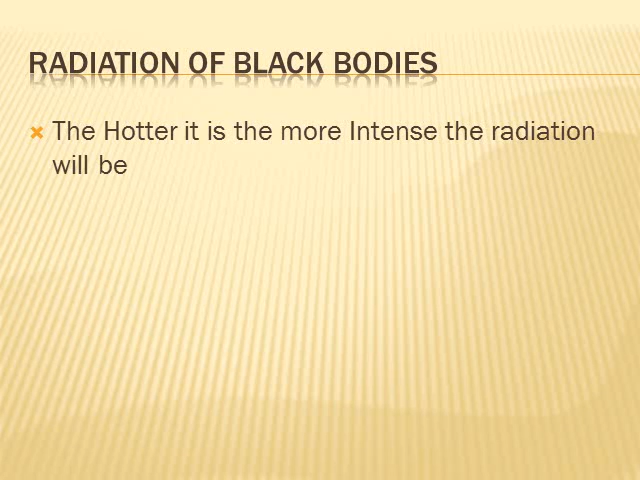 RADIATION OF BLACK BODIES
The Hotter it is the more Intense the radiation
will be